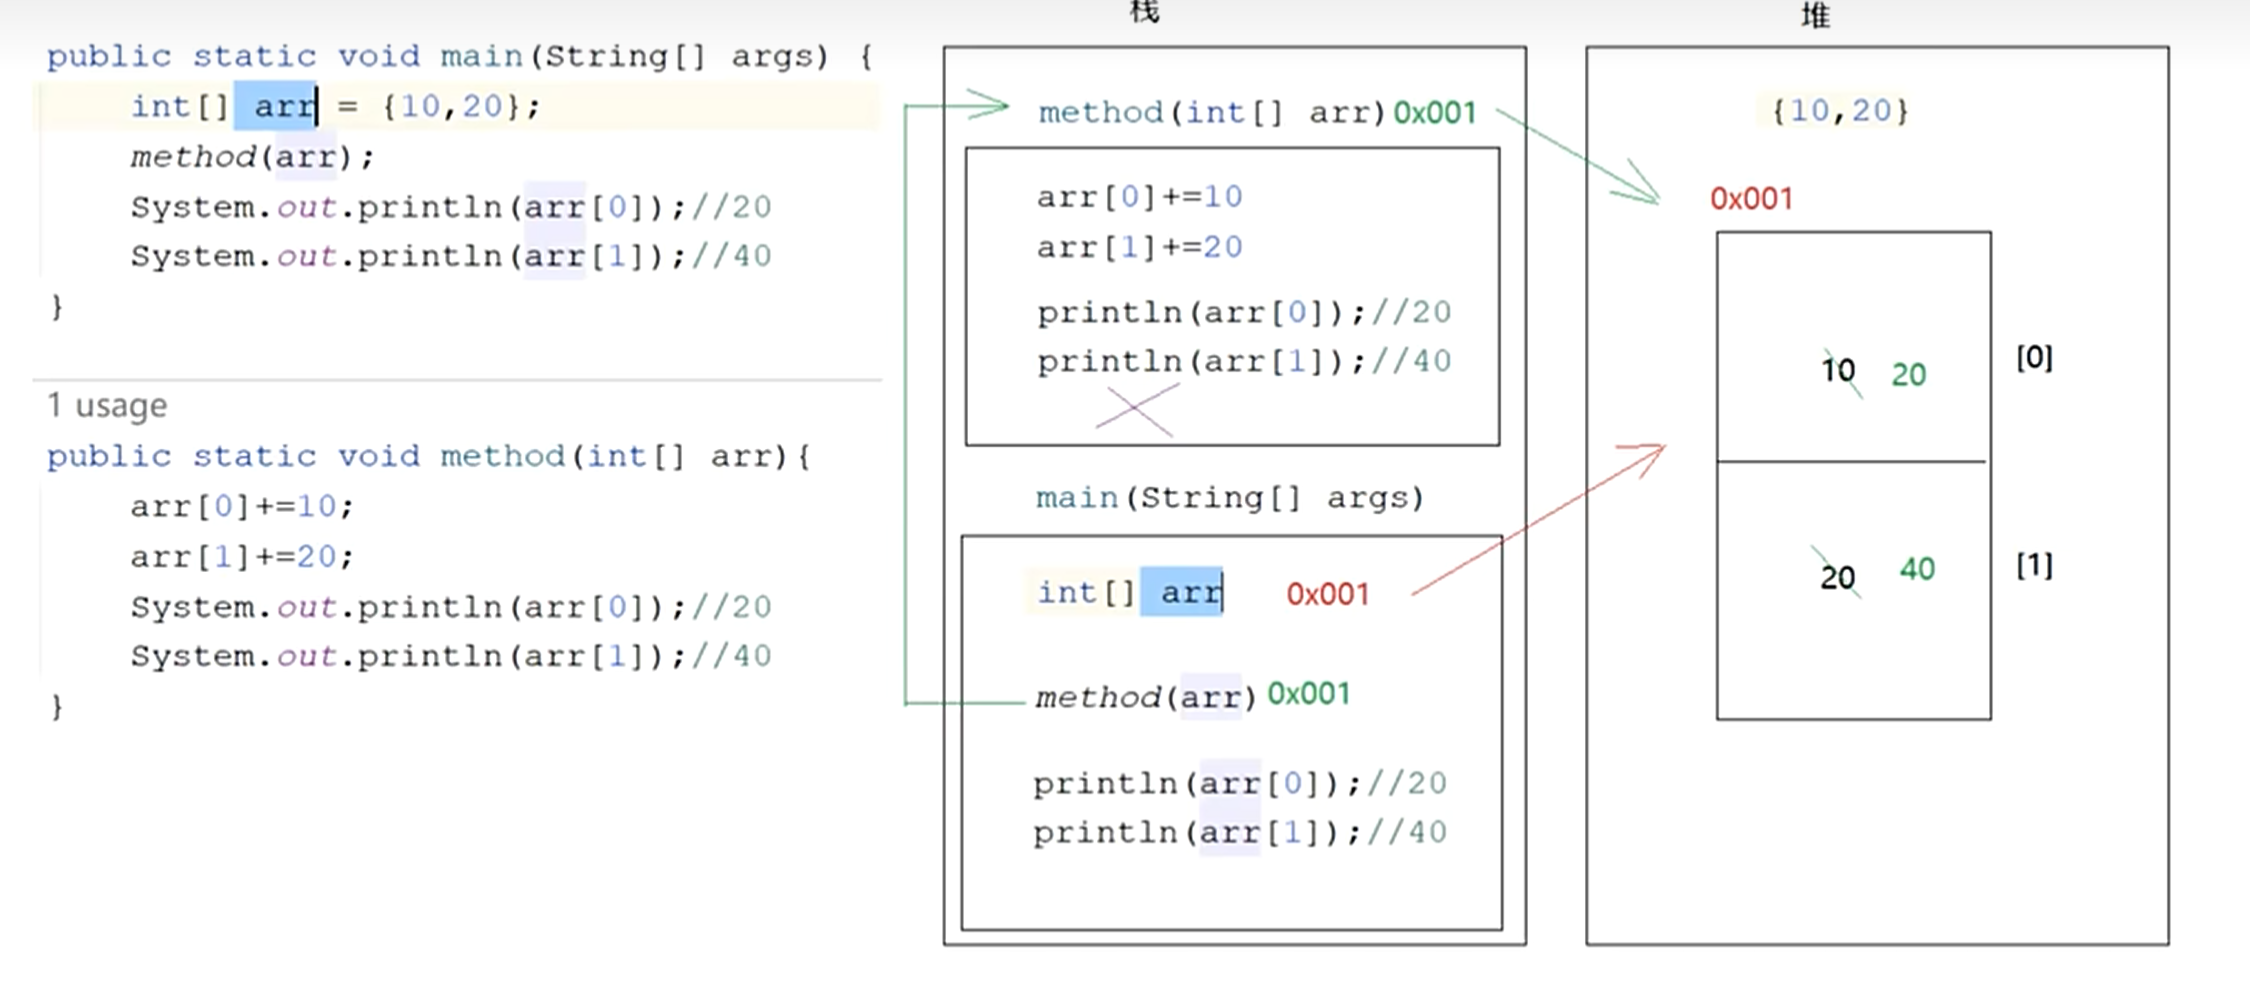 public static void main(String[] args) {
int[] arr = {10,20};
method(arr);
System.out.println(arr[0]);//20
System.out.println(arr[1]);//40
}
1 usage
public static void method(int[] arr){
arr[0]+=10;
arr[1]+=20;
System.out.println(arr[0]);//20
System.out.println(arr[1]);//40
}
栈
method(int[] arr) 0x001
arr[0]+=10
arr[1]+=20
println(arr[0]);//20
println(arr[1]);//40
main(String[] args)
int[] arr 0x001
method(arr) 0x001
println(arr[0]);//20
println(arr[1]);//40
堆
{10,20}
0x001
10 20 [0]
20 40 [1]